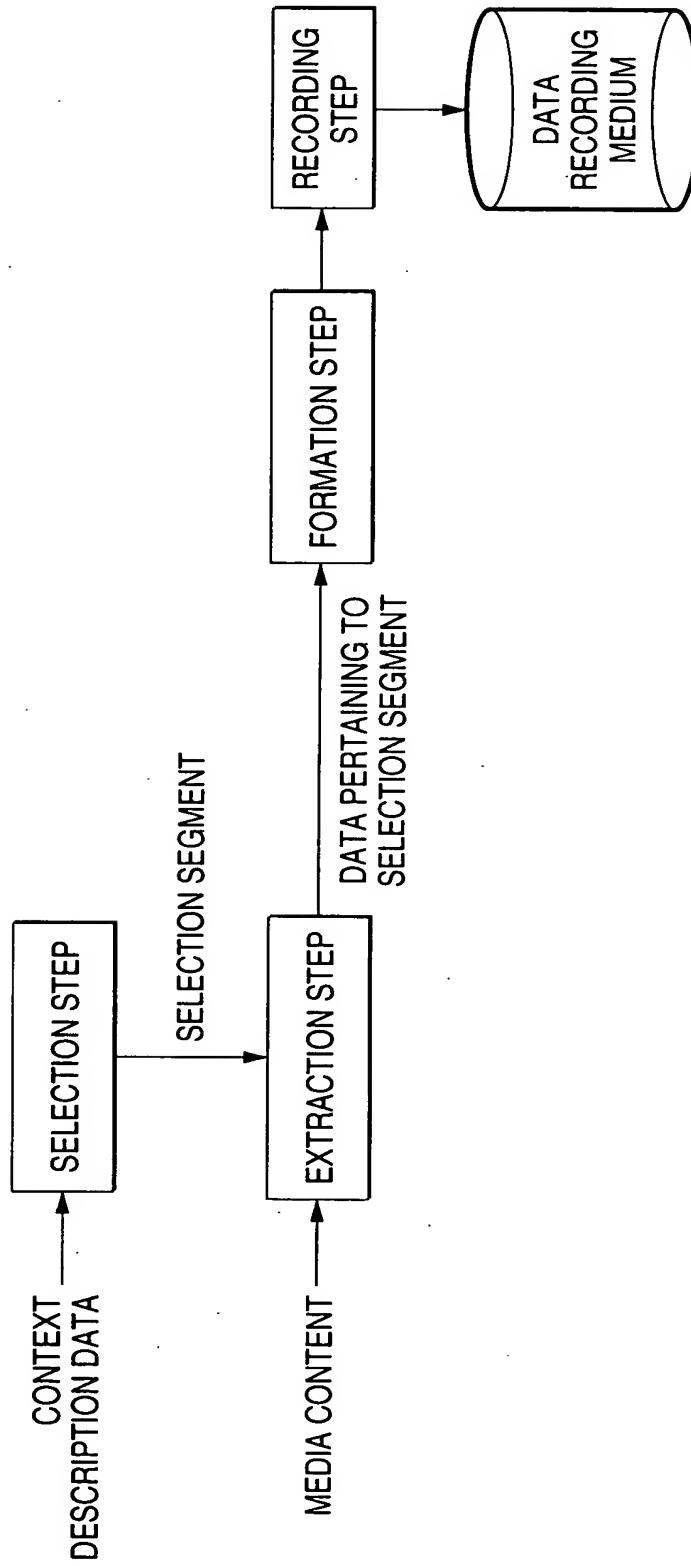 CONTEXT
DESCRIPTION DATA
SELECTION STEP
SELECTION SEGMENT
MEDIA CONTENT
EXTRACTION STEP
DATA PERTAINING TO
SELECTION SEGMENT
FORMATION STEP
RECORDING
STEP
DATA
RECORDING
MEDIUM